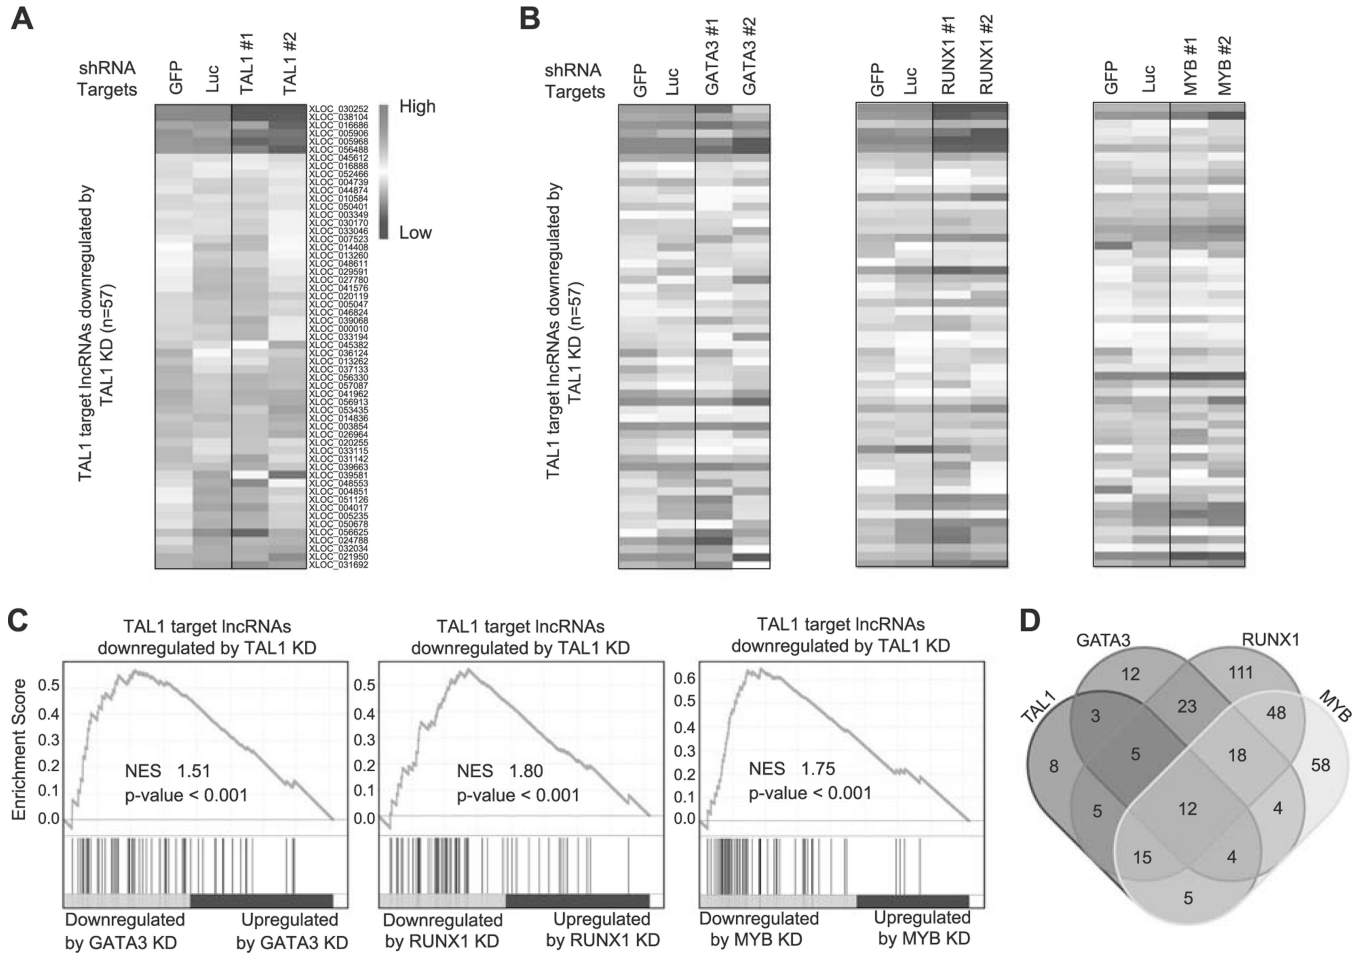 A
shRNA
Targets
GFP
Luc
TAL1 #1
TAL1 #2
TAL1 target lncRNAs downregulated by
TAL1 KD (n=57)
XLOC_030252
XLOC_038104
XLOC_016686
XLOC_005906
XLOC_005968
XLOC_056488
XLOC_045612
XLOC_016888
XLOC_052466
XLOC_004739
XLOC_044874
XLOC_010584
XLOC_050401
XLOC_003349
XLOC_030170
XLOC_033046
XLOC_007523
XLOC_014408
XLOC_013260
XLOC_048611
XLOC_029591
XLOC_027780
XLOC_041576
XLOC_020119
XLOC_005047
XLOC_046824
XLOC_039068
XLOC_000010
XLOC_033194
XLOC_045382
XLOC_036124
XLOC_013262
XLOC_037133
XLOC_056330
XLOC_057087
XLOC_041962
XLOC_056913
XLOC_053435
XLOC_014836
XLOC_003854
XLOC_026964
XLOC_020255
XLOC_033115
XLOC_031142
XLOC_039663
XLOC_039581
XLOC_048553
XLOC_004851
XLOC_051126
XLOC_004017
XLOC_005235
XLOC_050678
XLOC_056625
XLOC_024788
XLOC_032034
XLOC_021950
XLOC_031692
High
Low
B
shRNA
Targets
GFP
Luc
GATA3 #1
GATA3 #2
GFP
Luc
RUNX1 #1
RUNX1 #2
GFP
Luc
MYB #1
MYB #2
TAL1 target lncRNAs downregulated by
TAL1 KD (n=57)
C
Enrichment Score
TAL1 target lncRNAs
downregulated by TAL1 KD
0.5
0.4
0.3
0.2
0.1
0.0
NES 1.51
p-value < 0.001
Downregulated
by GATA3 KD
Upregulated
by GATA3 KD
TAL1 target lncRNAs
downregulated by TAL1 KD
0.5
0.4
0.3
0.2
0.1
0.0
NES 1.80
p-value < 0.001
Downregulated
by RUNX1 KD
Upregulated
by RUNX1 KD
TAL1 target lncRNAs
downregulated by TAL1 KD
0.6
0.5
0.4
0.3
0.2
0.1
0.0
NES 1.75
p-value < 0.001
Downregulated
by MYB KD
Upregulated
by MYB KD
D
GATA3
RUNX1
TAL1
MYB
12
111
3
23
48
8
5
18
58
5
12
4
15
4
5